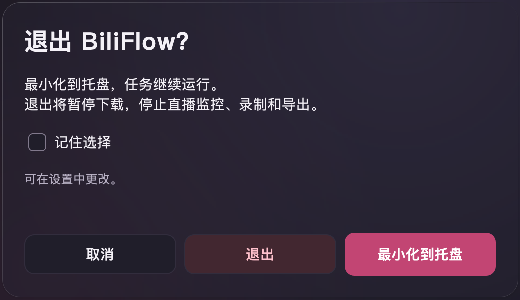 退出 BiliFlow?
最小化到托盘，任务继续运行。
退出将暂停下载，停止直播监控、录制和导出。
记住选择
可在设置中更改。
取消
退出
最小化到托盘